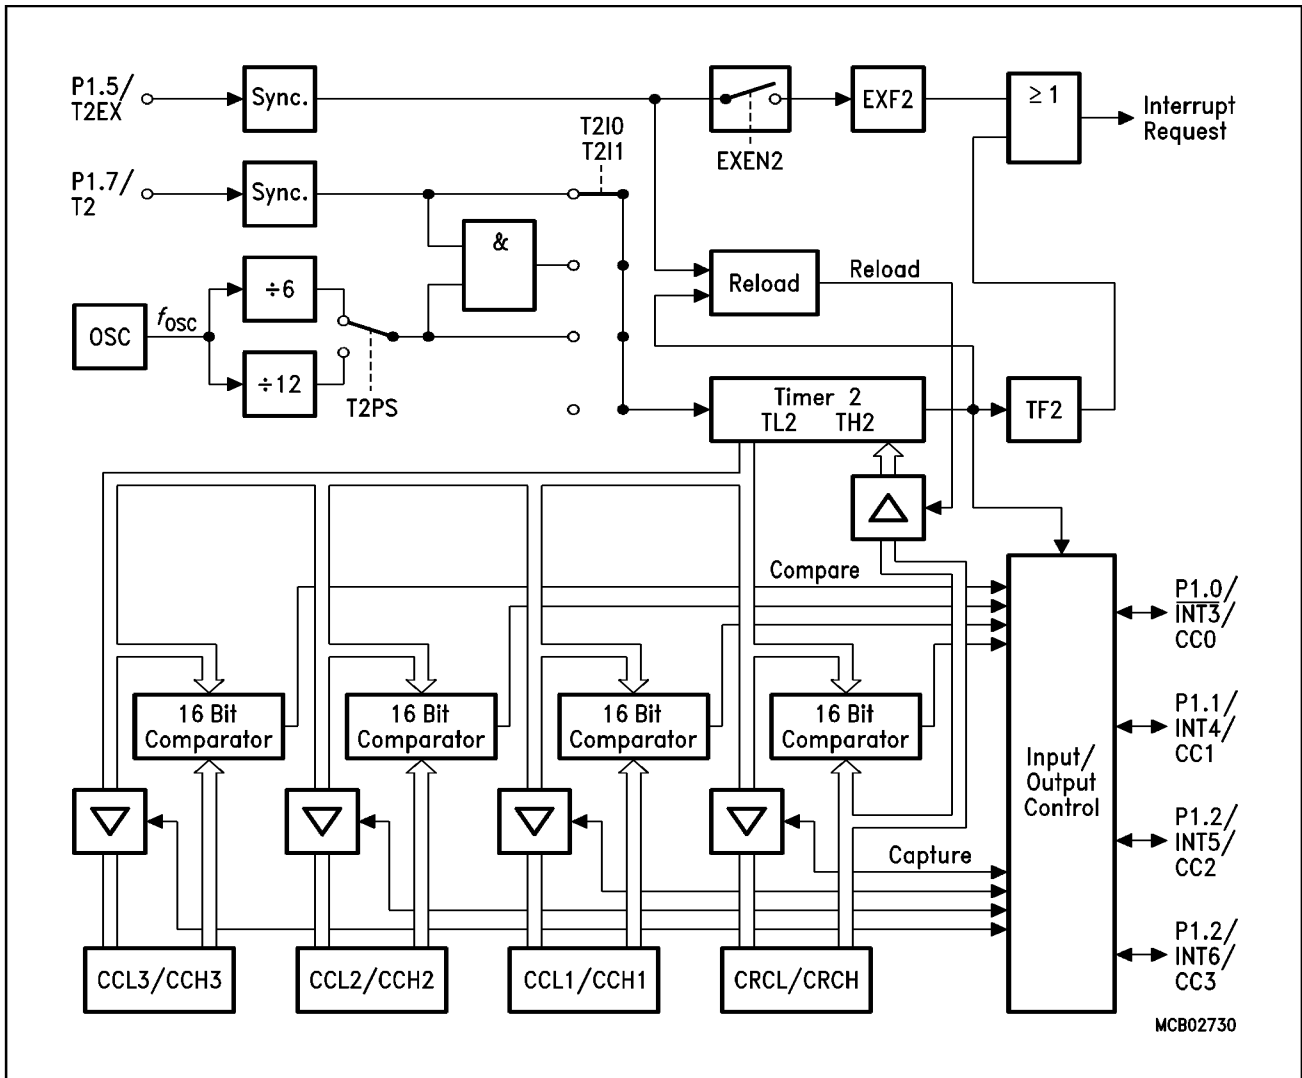 P1.5/
T2EX
Sync.
EXEN2
EXF2
≥ 1
Interrupt
Request
P1.7/
T2
Sync.
T2I0
T2I1
&
OSC
fOSC
÷6
÷12
T2PS
Reload
Reload
Timer 2
TL2 TH2
TF2
Compare
16 Bit
Comparator
16 Bit
Comparator
16 Bit
Comparator
16 Bit
Comparator
Capture
Input/
Output
Control
P1.0/
INT3/
CC0
P1.1/
INT4/
CC1
P1.2/
INT5/
CC2
P1.2/
INT6/
CC3
CCL3/CCH3
CCL2/CCH2
CCL1/CCH1
CRCL/CRCH
MCB02730